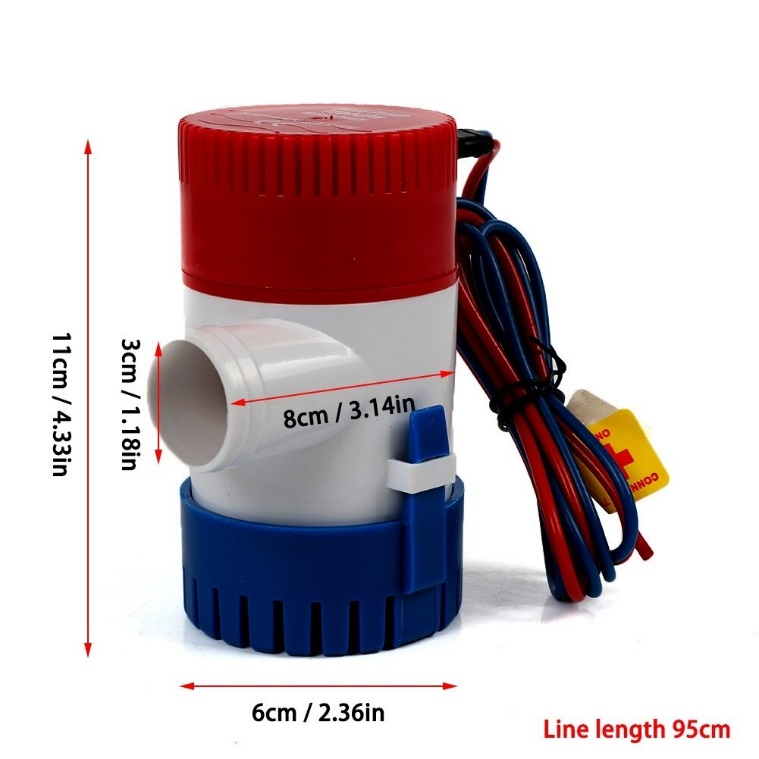 11cm / 4.33in
3cm / 1.18in
8cm / 3.14in
6cm / 2.36in
Line length 95cm